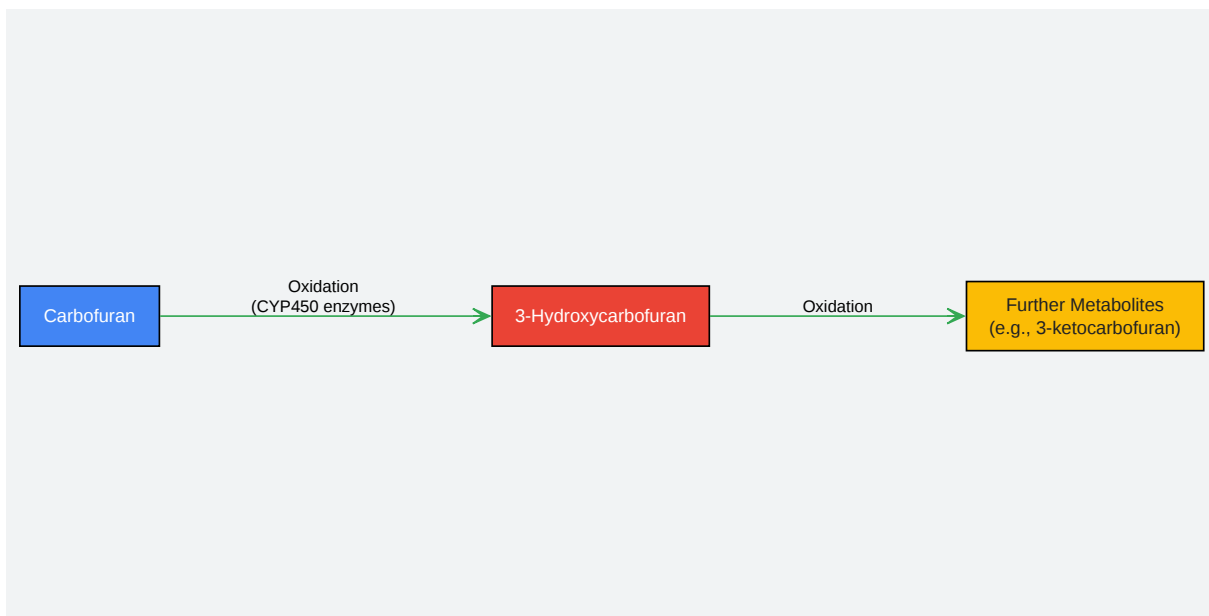 Carbofuran
Oxidation
(CYP450 enzymes)
3-Hydroxycarbofuran
Oxidation
Further Metabolites
(e.g., 3-ketocarbofuran)